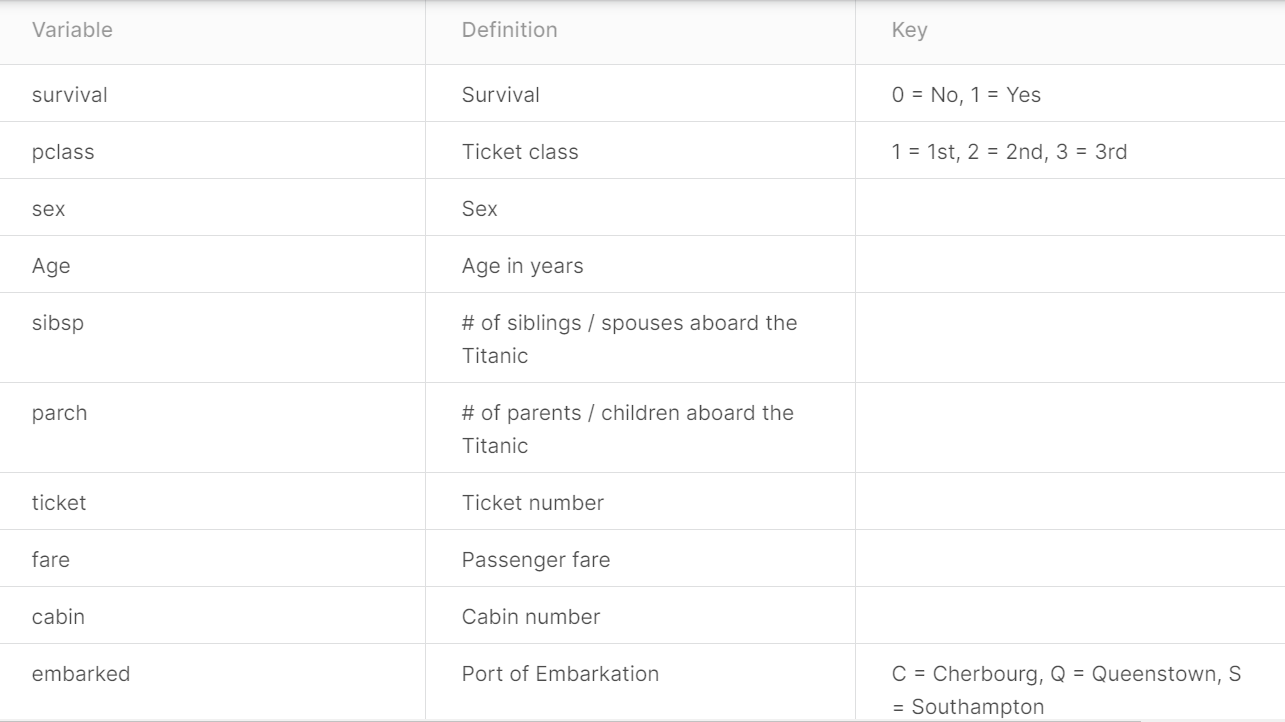 Variable Definition Key
survival Survival 0 = No, 1 = Yes
pclass Ticket class 1 = 1st, 2 = 2nd, 3 = 3rd
sex Sex
Age Age in years
sibsp # of siblings / spouses aboard the
Titanic
parch # of parents / children aboard the
Titanic
ticket Ticket number
fare Passenger fare
cabin Cabin number
embarked Port of Embarkation C = Cherbourg, Q = Queenstown, S
= Southampton